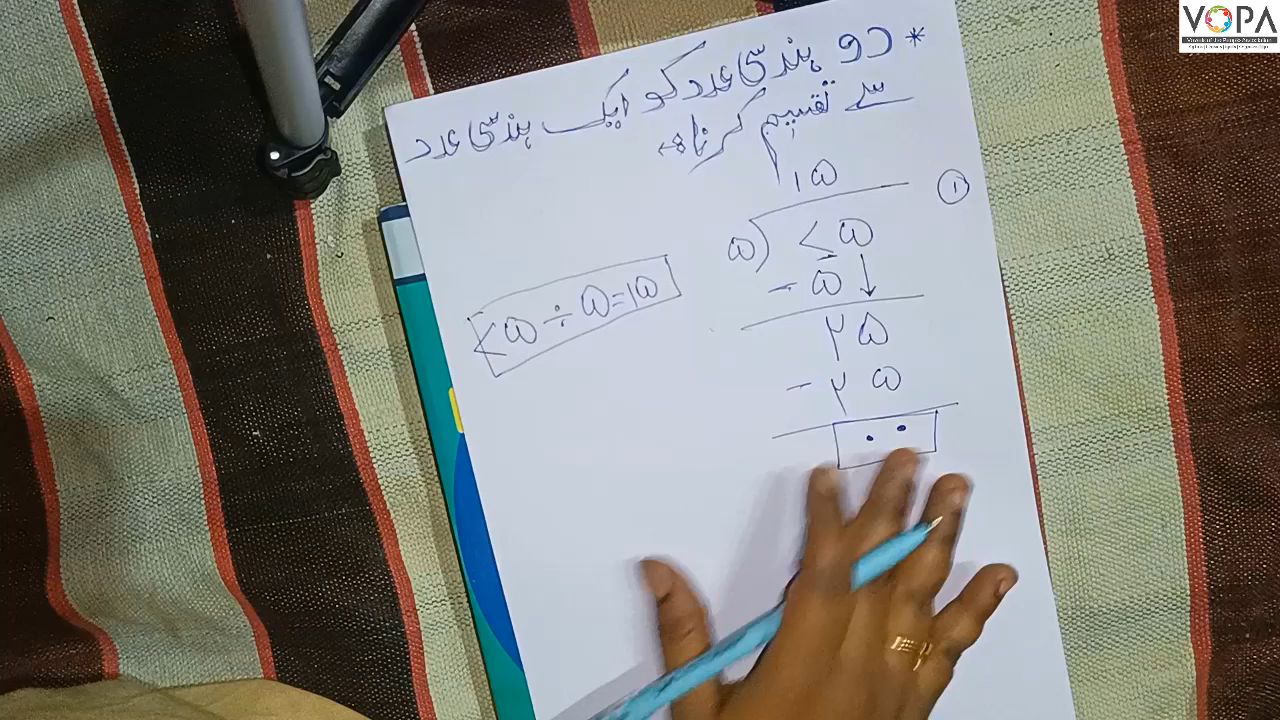 * دو ہندسی عدد کو ایک ہندسی عدد
سے تقسیم کرنا:-
①
۱۵
۵) ۷۵
- ۵ ↓
۲۵
- ۲۵
۰۰
۷۵ ÷ ۵ = ۱۵
VOPA